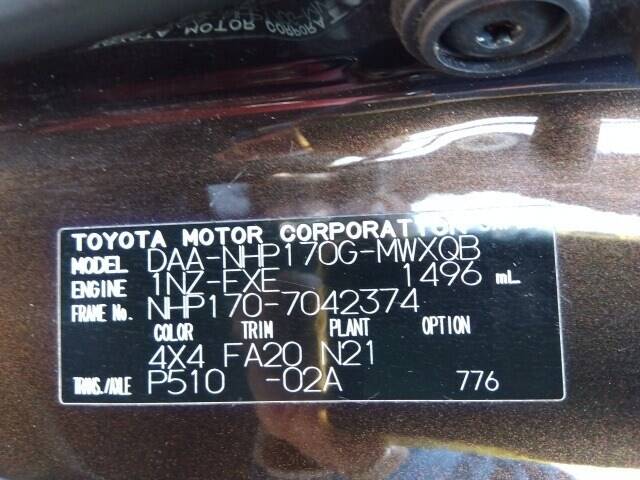 TOYOTA MOTOR CORPORATION
MODEL DAA-NHP170G-MWXQB
ENGINE 1NZ-FXE 1496 mL
FRAME No. NHP170-7042374
COLOR TRIM PLANT OPTION
4X4 FA20 N21
TRANS./AXLE P510 -02A 776